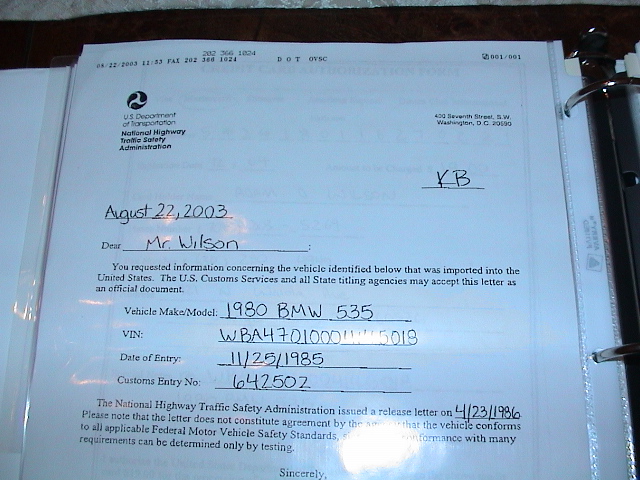 202 366 1024
08/22/2003 11:53 FAX 202 366 1024 DOT OVSC 001/001
U.S. Department
of Transportation
National Highway
Traffic Safety
Administration
400 Seventh Street, S.W.
Washington, D.C. 20590
KB
August 22, 2003
Dear Mr. Wilson :
You requested information concerning the vehicle identified below that was imported into the
United States. The U.S. Customs Services and all State titling agencies may accept this letter as
an official document.
Vehicle Make/Model: 1980 BMW 535
VIN:
Date of Entry: 11/25/1985
Customs Entry No: 642502
The National Highway Traffic Safety Administration issued a release letter on 4/23/1986.
Please note that the letter does not constitute agreement by the that the vehicle conforms
to all applicable Federal Motor Vehicle Safety Standards, conformance with many
requirements can be determined only by testing.
Sincerely,